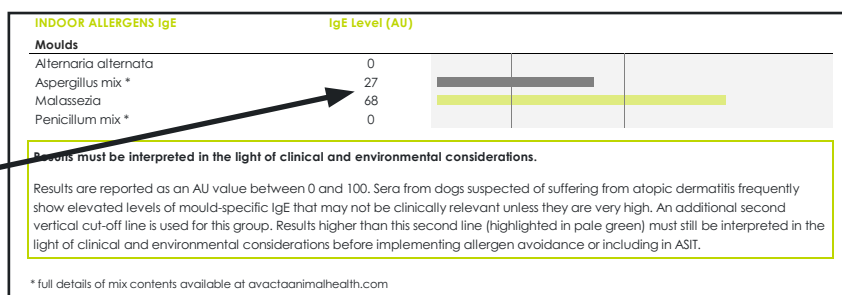 INDOOR ALLERGENS IgE IgE Level (AU)
Moulds
Alternaria alternata 0
Aspergillus mix * 27
Malassezia 68
Penicillum mix * 0
Results must be interpreted in the light of clinical and environmental considerations.
Results are reported as an AU value between 0 and 100. Sera from dogs suspected of suffering from atopic dermatitis frequently
show elevated levels of mould-specific IgE that may not be clinically relevant unless they are very high. An additional second
vertical cut-off line is used for this group. Results higher than this second line (highlighted in pale green) must still be interpreted in the
light of clinical and environmental considerations before implementing allergen avoidance or including in ASIT.
* full details of mix contents available at avactaanimalhealth.com